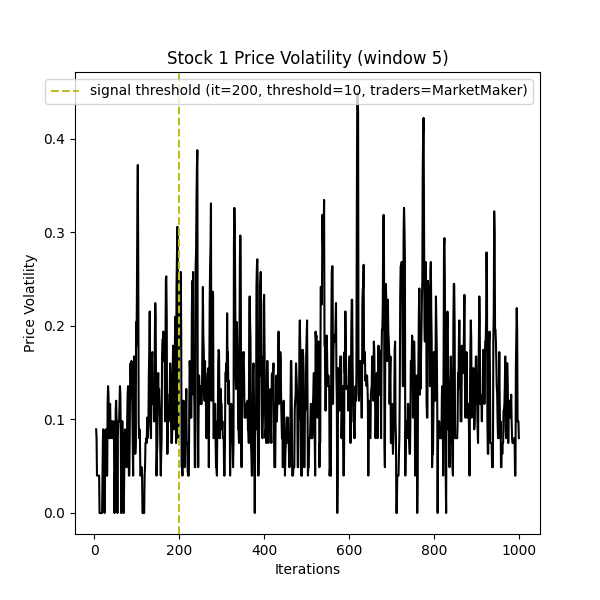 Stock 1 Price Volatility (window 5)
signal threshold (it=200, threshold=10, traders=MarketMaker)
0.4
0.3
0.2
0.1
0.0
Price Volatility
0 200 400 600 800 1000
Iterations